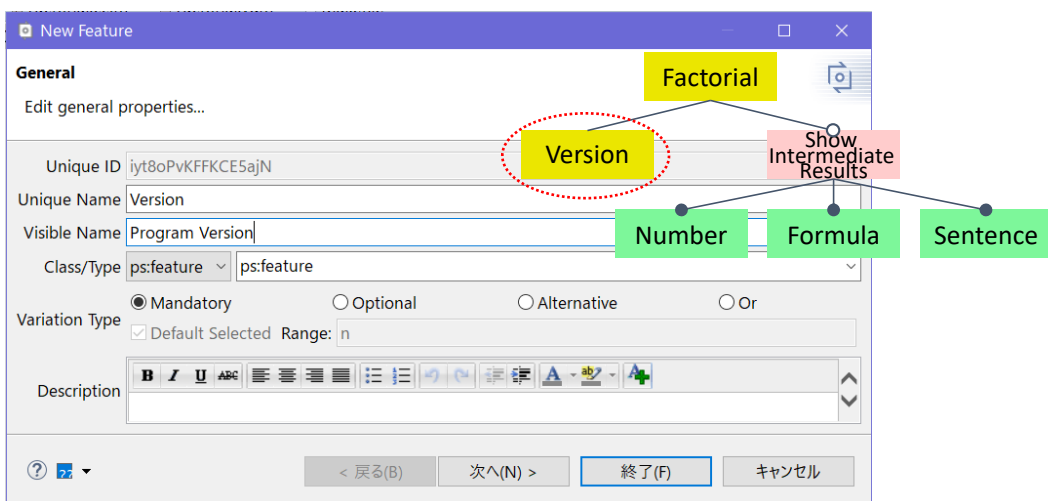 New Feature
General
Edit general properties...
Factorial
Version
Show
Intermediate
Results
Number
Formula
Sentence
Unique ID iyt8oPvKFFKCE5ajN
Unique Name Version
Visible Name Program Version
Class/Type ps:feature ps:feature
Variation Type Mandatory Optional Alternative Or
Default Selected Range: n
Description B I U ABC A ab A
< 戻る(B) 次へ(N) > 終了(F) キャンセル